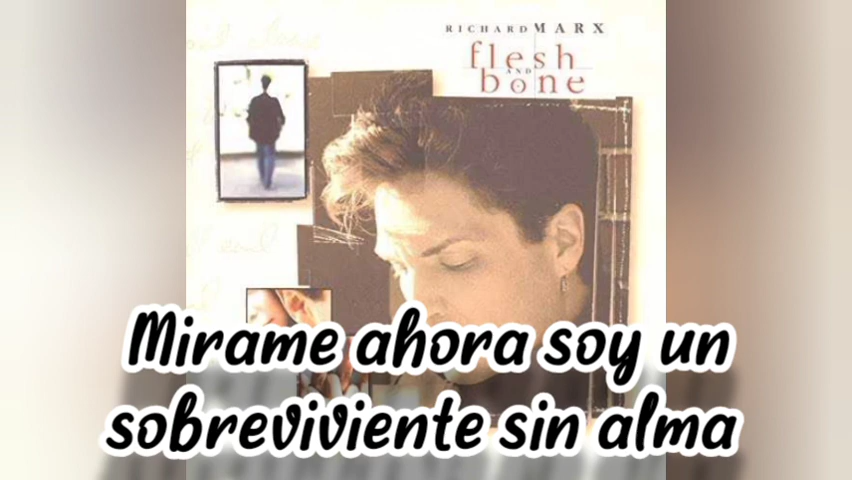 RICHARD MARX
flesh
AND
bone
Mirame ahora soy un
sobreviviente sin alma